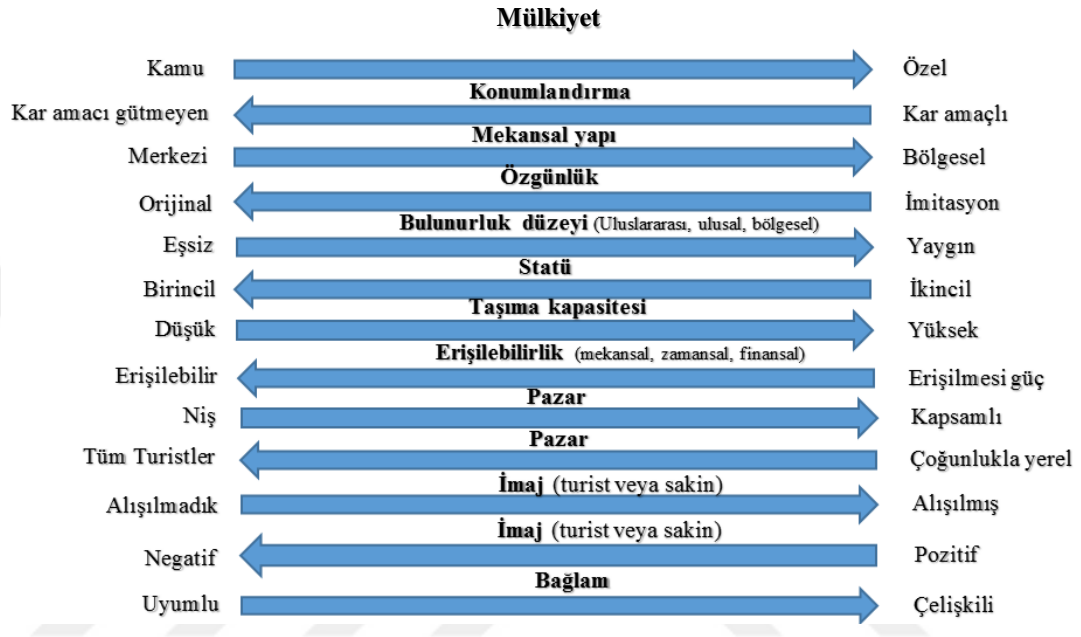 Mülkiyet
Kamu Özel
Konumlandırma
Kar amacı gütmeyen Kar amaçlı
Mekansal yapı
Merkezi Bölgesel
Özgünlük
Orijinal İmitasyon
Bulunurluk düzeyi (Uluslararası, ulusal, bölgesel)
Eşsiz Yaygın
Statü
Birincil İkincil
Taşıma kapasitesi
Düşük Yüksek
Erişilebilirlik (mekansal, zamansal, finansal)
Erişilebilir Erişilmesi güç
Pazar
Niş Kapsamlı
Pazar
Tüm Turistler Çoğunlukla yerel
İmaj (turist veya sakin)
Alışılmadık Alışılmış
İmaj (turist veya sakin)
Negatif Pozitif
Bağlam
Uyumlu Çelişkili